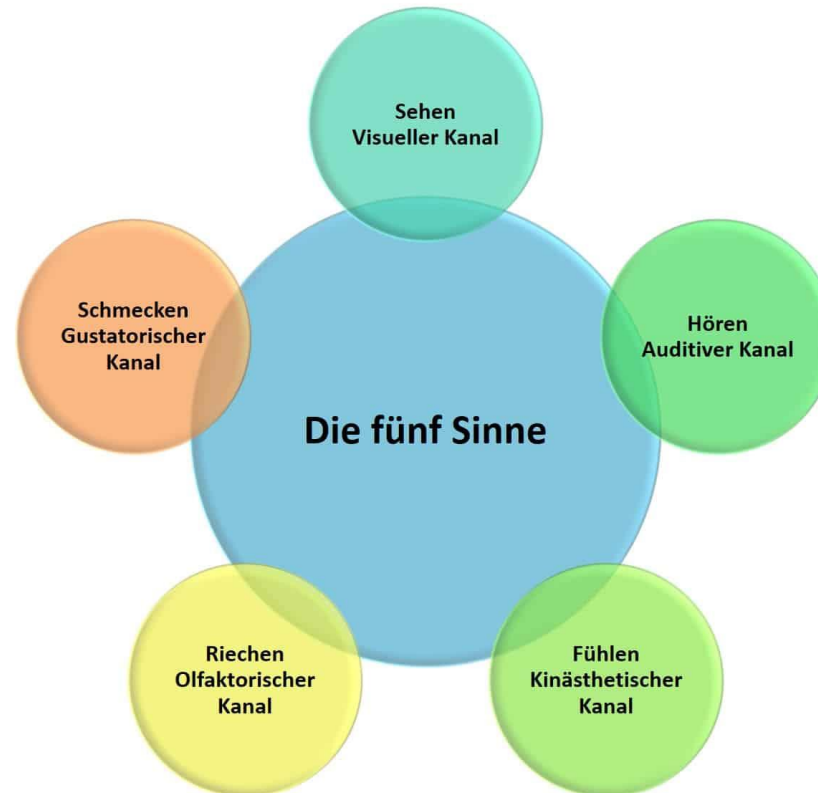 Sehen
Visueller Kanal
Schmecken
Gustatorischer
Kanal
Hören
Auditiver Kanal
Die fünf Sinne
Riechen
Olfaktorischer
Kanal
Fühlen
Kinästhetischer
Kanal